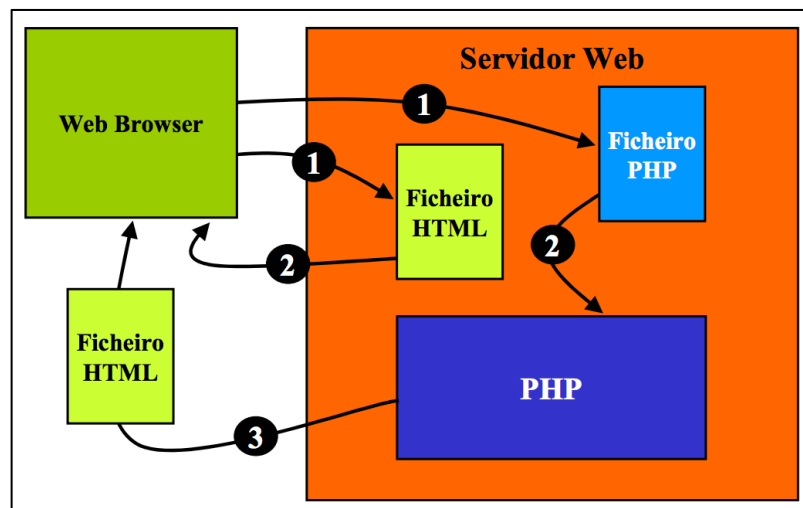 Servidor Web
1
Web Browser
Ficheiro
PHP
1
Ficheiro
HTML
2
2
Ficheiro
HTML
PHP
3